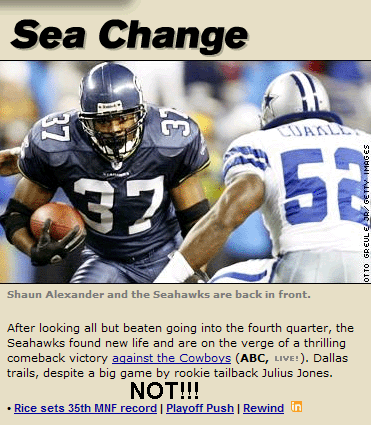 Sea Change
37
37
37
COAKLEY
52
OTTO GREULE JR/GETTY IMAGES
Shaun Alexander and the Seahawks are back in front.
After looking all but beaten going into the fourth quarter, the
Seahawks found new life and are on the verge of a thrilling
comeback victory against the Cowboys (ABC, LIVE!). Dallas
trails, despite a big game by rookie tailback Julius Jones.
NOT!!!
• Rice sets 35th MNF record | Playoff Push | Rewind in